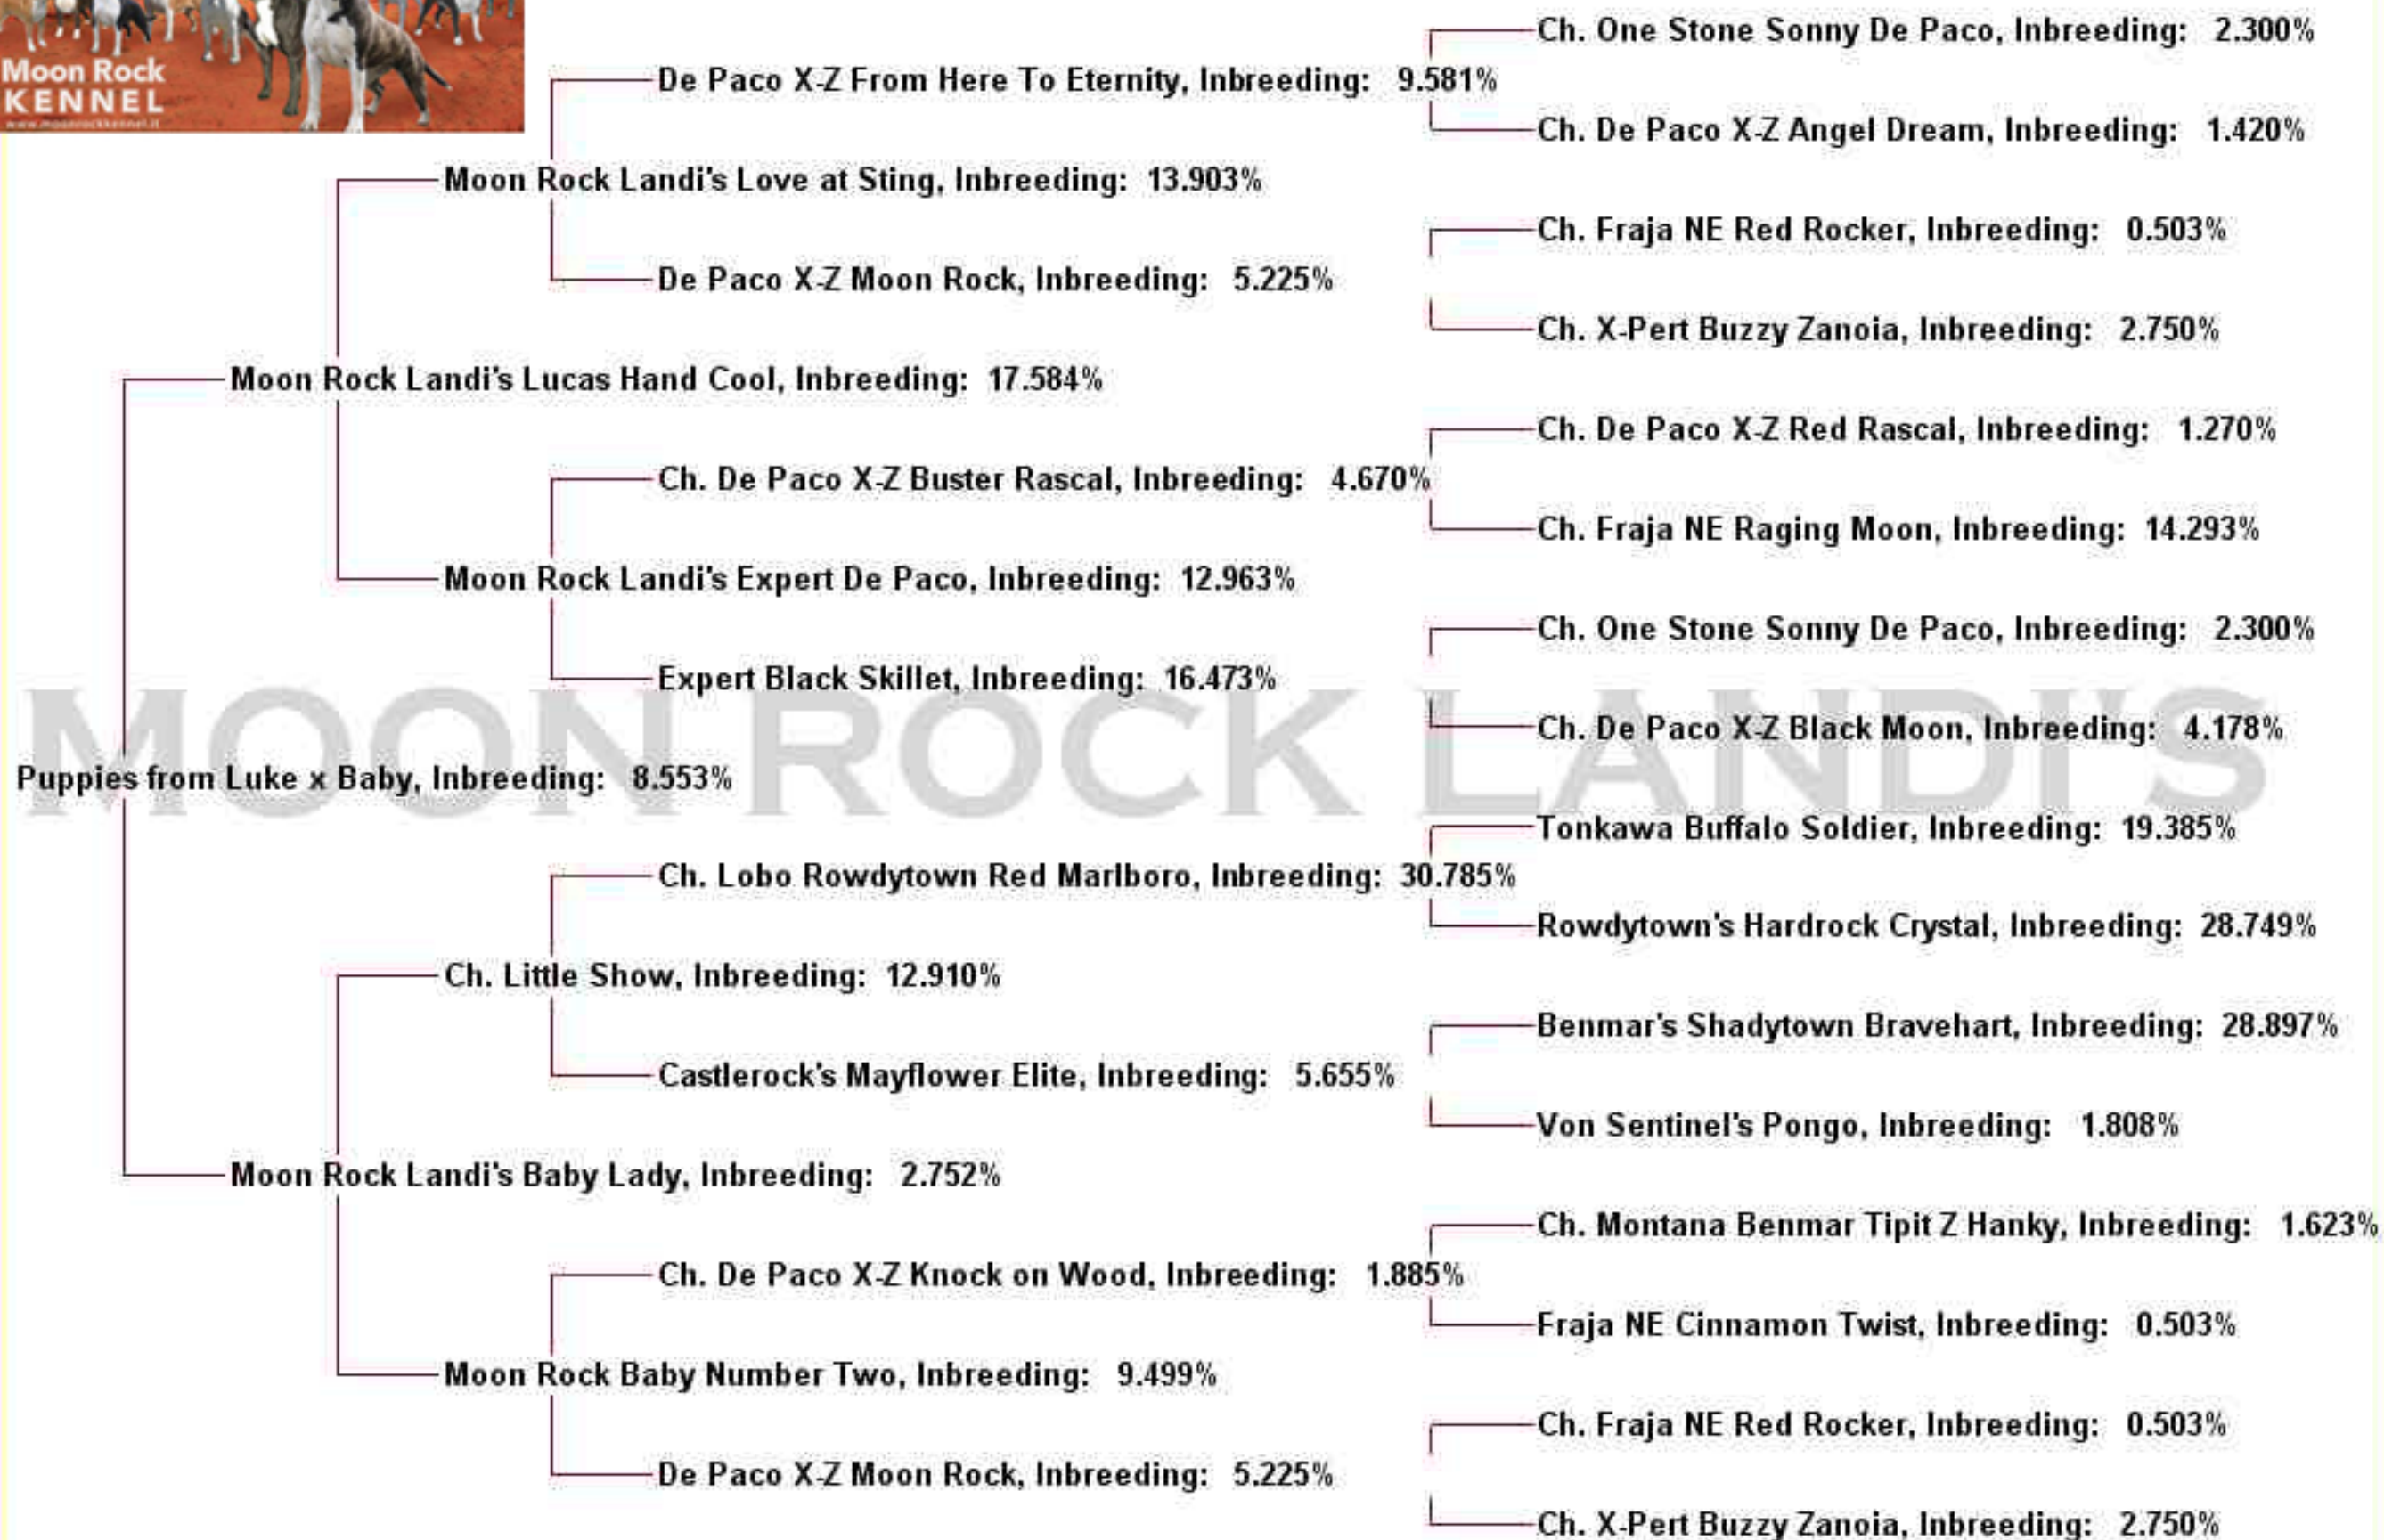 Moon Rock
KENNEL
www.moonrockkennel.it
Ch. One Stone Sonny De Paco, Inbreeding: 2.300%
De Paco X-Z From Here To Eternity, Inbreeding: 9.581%
Ch. De Paco X-Z Angel Dream, Inbreeding: 1.420%
Moon Rock Landi's Love at Sting, Inbreeding: 13.903%
Ch. Fraja NE Red Rocker, Inbreeding: 0.503%
De Paco X-Z Moon Rock, Inbreeding: 5.225%
Ch. X-Pert Buzzy Zanoia, Inbreeding: 2.750%
Moon Rock Landi's Lucas Hand Cool, Inbreeding: 17.584%
Ch. De Paco X-Z Red Rascal, Inbreeding: 1.270%
Ch. De Paco X-Z Buster Rascal, Inbreeding: 4.670%
Ch. Fraja NE Raging Moon, Inbreeding: 14.293%
Moon Rock Landi's Expert De Paco, Inbreeding: 12.963%
Ch. One Stone Sonny De Paco, Inbreeding: 2.300%
Expert Black Skillet, Inbreeding: 16.473%
Ch. De Paco X-Z Black Moon, Inbreeding: 4.178%
MOON ROCK LANDI'S
Puppies from Luke x Baby, Inbreeding: 8.553%
Tonkawa Buffalo Soldier, Inbreeding: 19.385%
Ch. Lobo Rowdytown Red Marlboro, Inbreeding: 30.785%
Rowdytown's Hardrock Crystal, Inbreeding: 28.749%
Ch. Little Show, Inbreeding: 12.910%
Benmar's Shadytown Bravehart, Inbreeding: 28.897%
Castlerock's Mayflower Elite, Inbreeding: 5.655%
Von Sentinel's Pongo, Inbreeding: 1.808%
Moon Rock Landi's Baby Lady, Inbreeding: 2.752%
Ch. Montana Benmar Tipit Z Hanky, Inbreeding: 1.623%
Ch. De Paco X-Z Knock on Wood, Inbreeding: 1.885%
Fraja NE Cinnamon Twist, Inbreeding: 0.503%
Moon Rock Baby Number Two, Inbreeding: 9.499%
Ch. Fraja NE Red Rocker, Inbreeding: 0.503%
De Paco X-Z Moon Rock, Inbreeding: 5.225%
Ch. X-Pert Buzzy Zanoia, Inbreeding: 2.750%